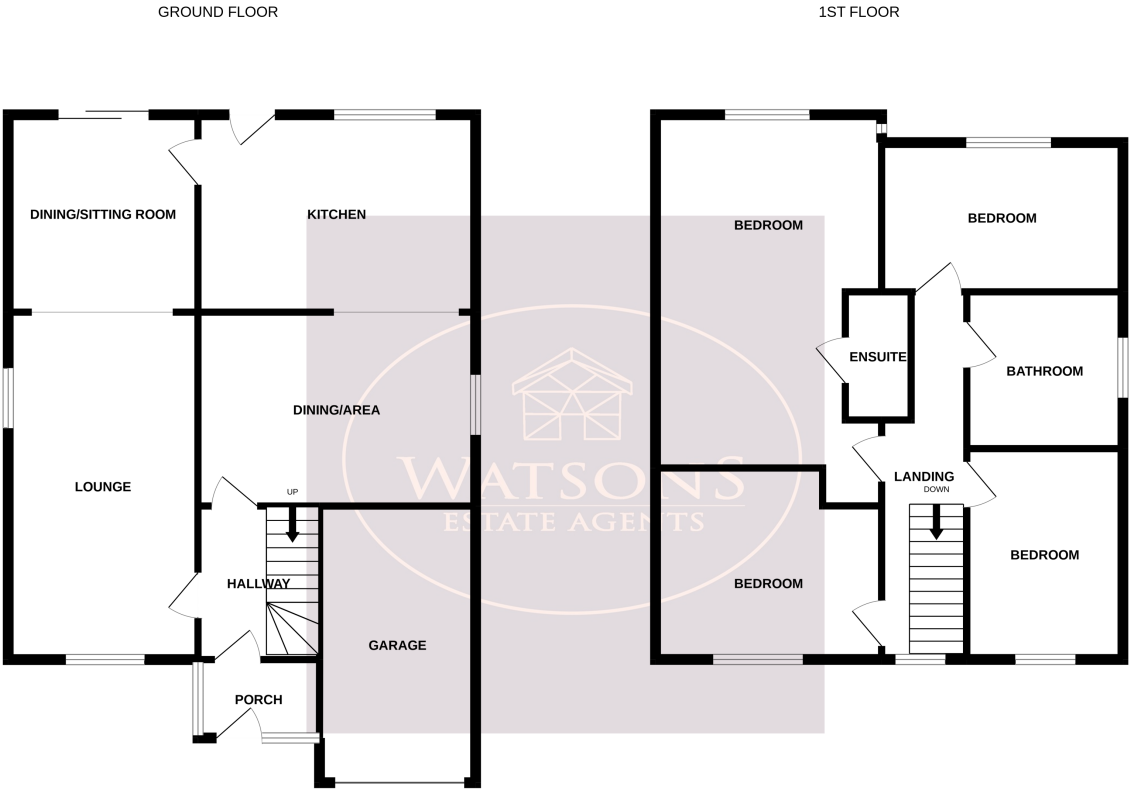 GROUND FLOOR
1ST FLOOR
DINING/SITTING ROOM
KITCHEN
DINING/AREA
LOUNGE
UP
HALLWAY
GARAGE
PORCH
BEDROOM
BEDROOM
ENSUITE
BATHROOM
LANDING
DOWN
BEDROOM
BEDROOM
WATSONS
ESTATE AGENTS